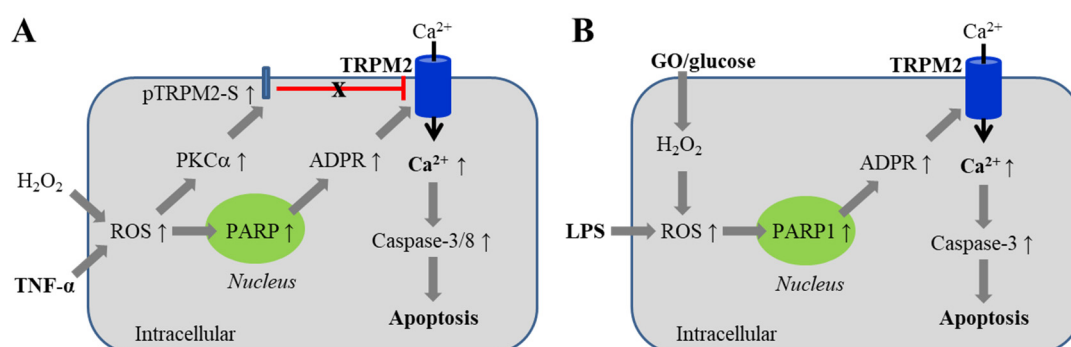 A
Ca²⁺
TRPM2
pTRPM2-S ↑
X
PKCα ↑
ADPR ↑
Ca²⁺ ↑
H₂O₂
ROS ↑
PARP ↑
Caspase-3/8 ↑
TNF-α
Nucleus
Apoptosis
Intracellular
B
Ca²⁺
GO/glucose
TRPM2
H₂O₂
ADPR ↑
Ca²⁺ ↑
LPS
ROS ↑
PARP1 ↑
Caspase-3 ↑
Nucleus
Apoptosis
Intracellular